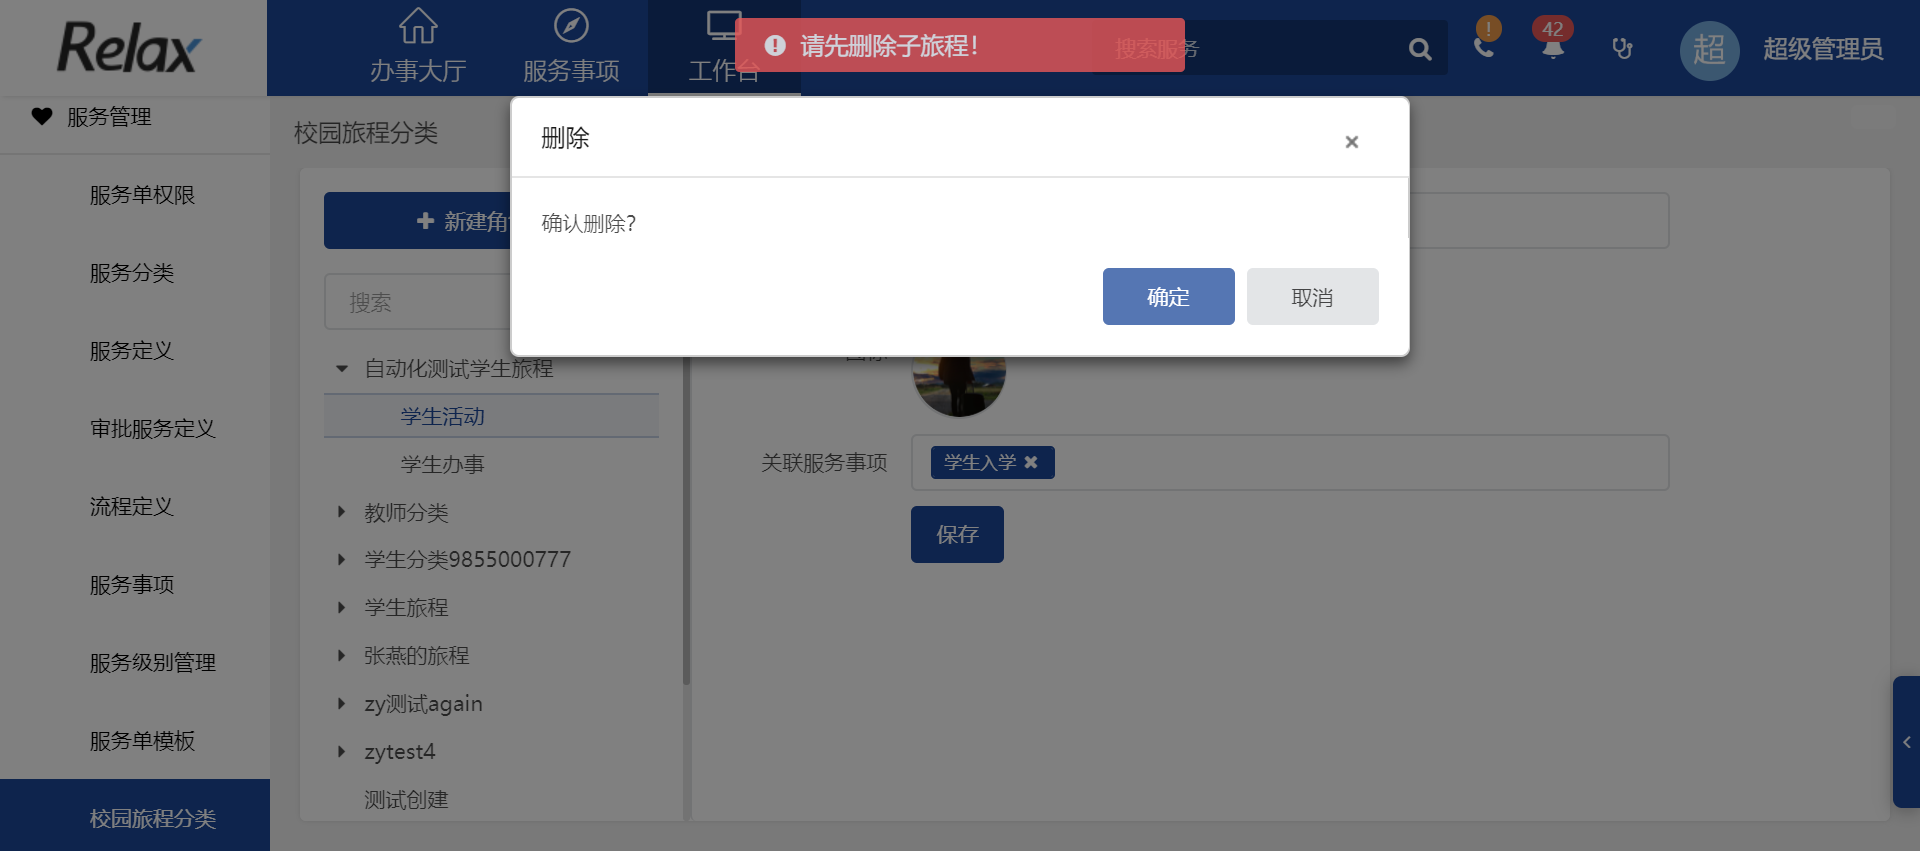 Relax
办事大厅
服务事项
工作台
请先删除子旅程！
搜索服务
!
42
超
超级管理员
服务管理
服务单权限
服务分类
服务定义
审批服务定义
流程定义
服务事项
服务级别管理
服务单模板
校园旅程分类
校园旅程分类
新建角
搜索
自动化测试学生旅程
学生活动
学生办事
教师分类
学生分类9855000777
学生旅程
张燕的旅程
zy测试again
zytest4
测试创建
删除
×
确认删除?
确定
取消
关联服务事项
学生入学
保存